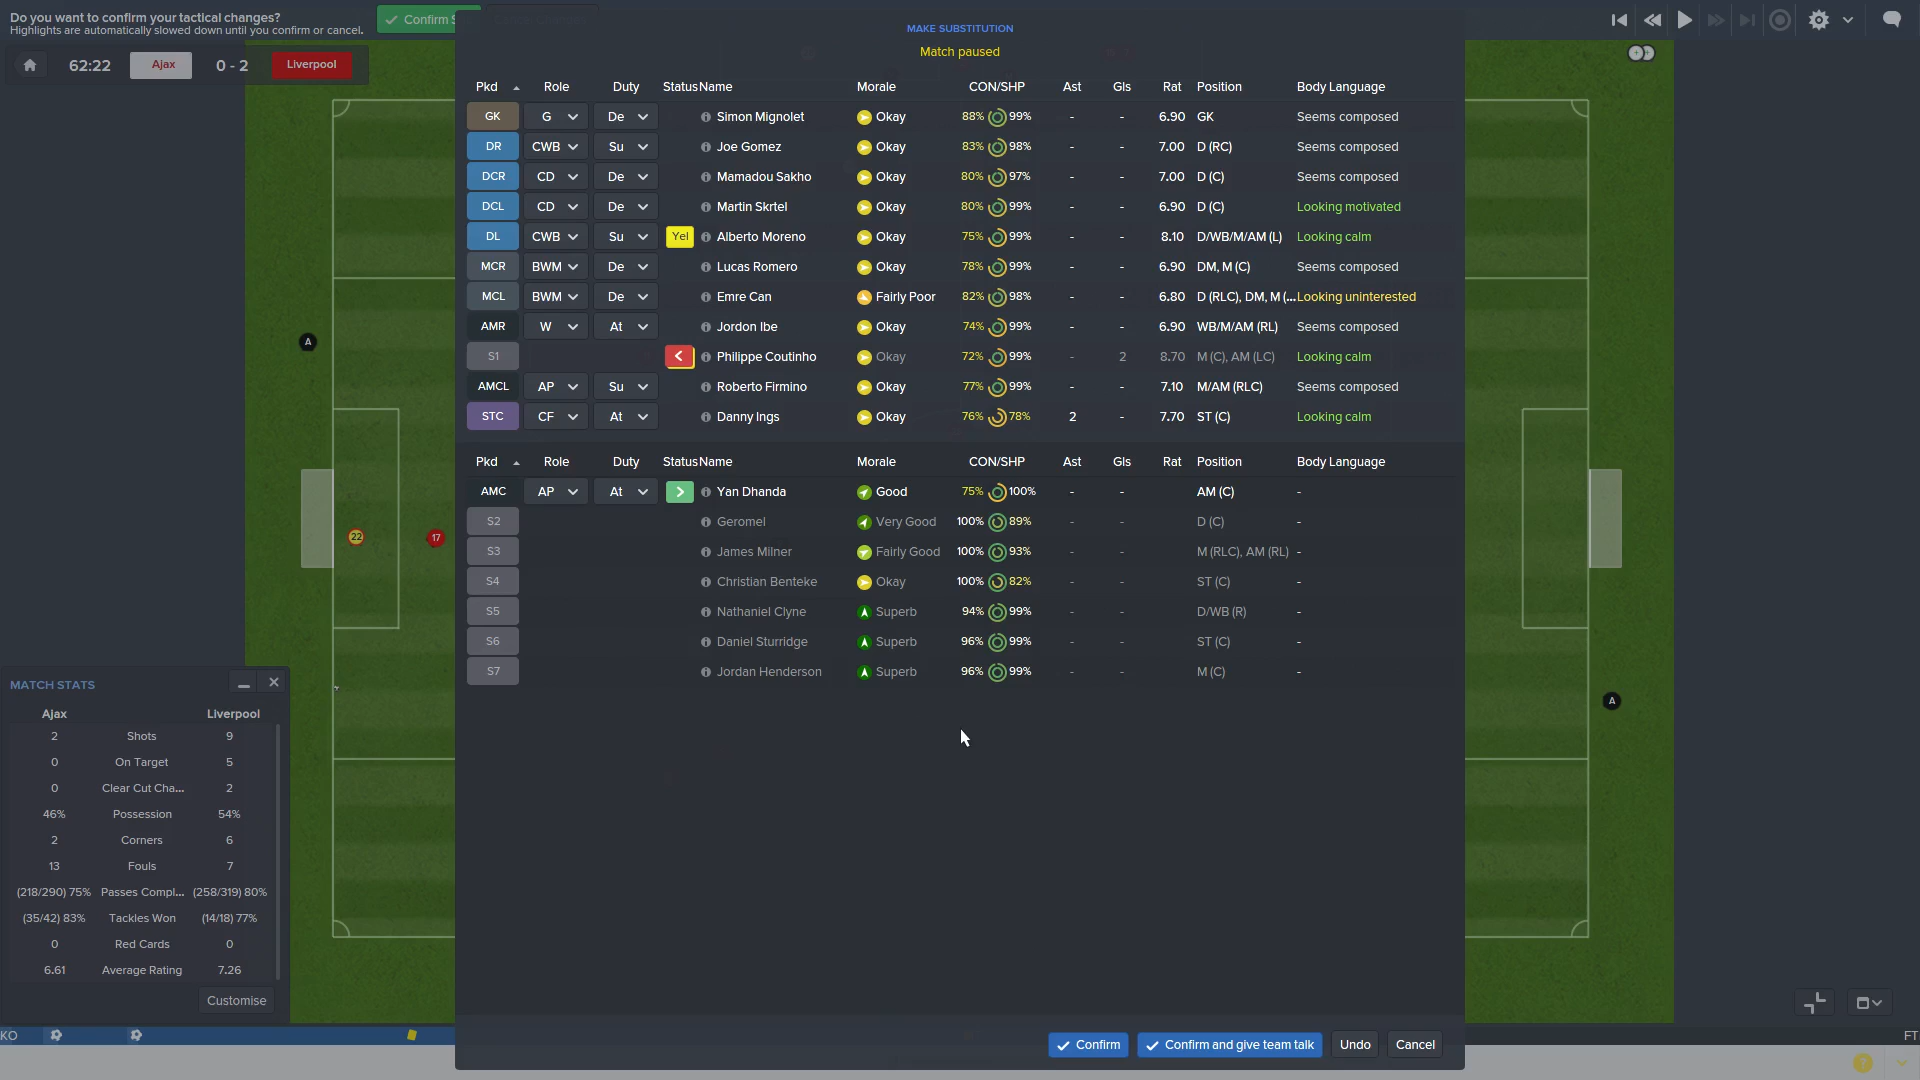 Do you want to confirm your tactical changes?
Highlights are automatically slowed down until you confirm or cancel.
Confirm
MAKE SUBSTITUTION
Match paused
62:22 Ajax 0 - 2 Liverpool
Pkd Role Duty Status Name Morale CON/SHP Ast Gls Rat Position Body Language
GK G De Simon Mignolet Okay 88% 99% - - 6.90 GK Seems composed
DR CWB Su Joe Gomez Okay 83% 98% - - 7.00 D (RC) Seems composed
DCR CD De Mamadou Sakho Okay 80% 97% - - 7.00 D (C) Seems composed
DCL CD De Martin Skrtel Okay 80% 99% - - 6.90 D (C) Looking motivated
DL CWB Su Yel Alberto Moreno Okay 75% 99% - - 8.10 D/WB/M/AM (L) Looking calm
MCR BWM De Lucas Romero Okay 78% 99% - - 6.90 DM, M (C) Seems composed
MCL BWM De Emre Can Fairly Poor 82% 98% - - 6.80 D (RLC), DM, M (... Looking uninterested
AMR W At Jordon Ibe Okay 74% 99% - - 6.90 WB/M/AM (RL) Seems composed
S1 Philippe Coutinho Okay 72% 99% - 2 8.70 M (C), AM (LC) Looking calm
AMCL AP Su Roberto Firmino Okay 77% 99% - - 7.10 M/AM (RLC) Seems composed
STC CF At Danny Ings Okay 76% 78% 2 - 7.70 ST (C) Looking calm
Pkd Role Duty Status Name Morale CON/SHP Ast Gls Rat Position Body Language
AMC AP At Yan Dhanda Good 75% 100% - - AM (C) -
S2 Geromel Very Good 100% 89% - - D (C) -
S3 James Milner Fairly Good 100% 93% - - M (RLC), AM (RL) -
S4 Christian Benteke Okay 100% 82% - - ST (C) -
S5 Nathaniel Clyne Superb 94% 99% - - D/WB (R) -
S6 Daniel Sturridge Superb 96% 99% - - ST (C) -
S7 Jordan Henderson Superb 96% 99% - - M (C) -
A
22 17
A
MATCH STATS
Ajax Liverpool
2 Shots 9
0 On Target 5
0 Clear Cut Cha... 2
46% Possession 54%
2 Corners 6
13 Fouls 7
(218/290) 75% Passes Compl... (258/319) 80%
(35/42) 83% Tackles Won (14/18) 77%
0 Red Cards 0
6.61 Average Rating 7.26
Customise
KO FT
Confirm Confirm and give team talk Undo Cancel
?